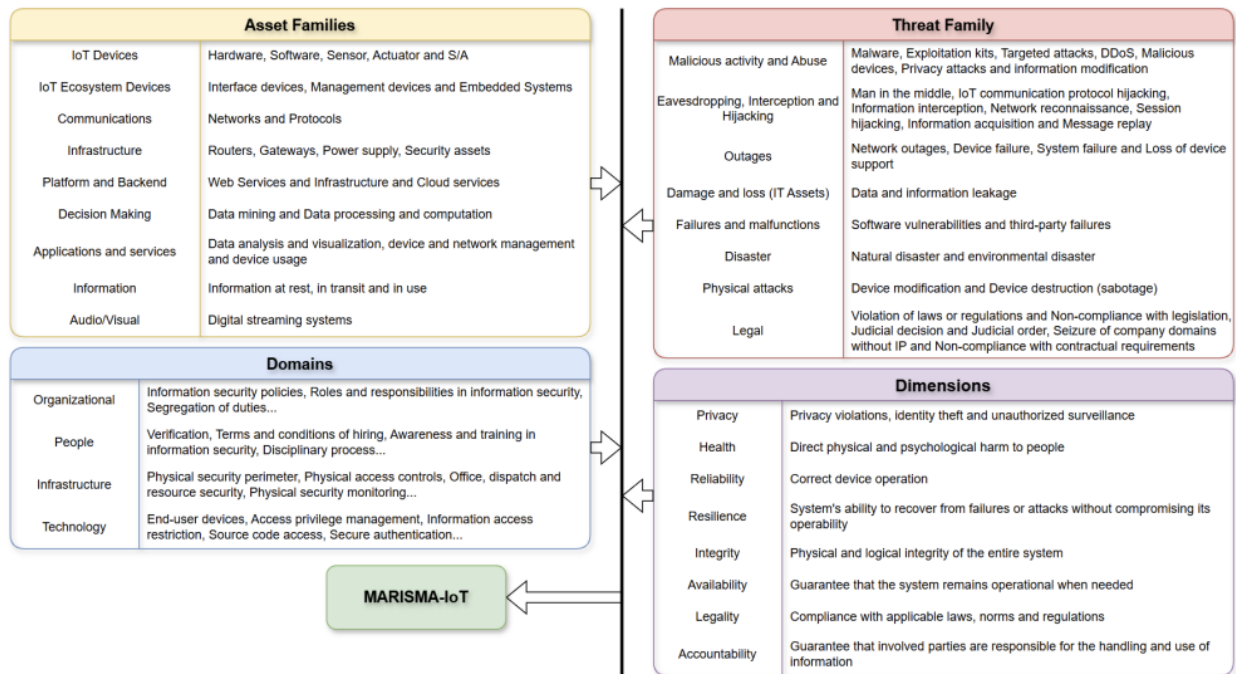 Asset Families
IoT Devices
Hardware, Software, Sensor, Actuator and S/A
IoT Ecosystem Devices
Interface devices, Management devices and Embedded Systems
Communications
Networks and Protocols
Infrastructure
Routers, Gateways, Power supply, Security assets
Platform and Backend
Web Services and Infrastructure and Cloud services
Decision Making
Data mining and Data processing and computation
Applications and services
Data analysis and visualization, device and network management
and device usage
Information
Information at rest, in transit and in use
Audio/Visual
Digital streaming systems
Domains
Organizational
Information security policies, Roles and responsibilities in information security,
Segregation of duties...
People
Verification, Terms and conditions of hiring, Awareness and training in
information security, Disciplinary process...
Infrastructure
Physical security perimeter, Physical access controls, Office, dispatch and
resource security, Physical security monitoring...
Technology
End-user devices, Access privilege management, Information access
restriction, Source code access, Secure authentication...
MARISMA-IoT
Threat Family
Malicious activity and Abuse
Malware, Exploitation kits, Targeted attacks, DDoS, Malicious
devices, Privacy attacks and information modification
Eavesdropping, Interception and
Hijacking
Man in the middle, IoT communication protocol hijacking,
Information interception, Network reconnaissance, Session
hijacking, Information acquisition and Message replay
Outages
Network outages, Device failure, System failure and Loss of device
support
Damage and loss (IT Assets)
Data and information leakage
Failures and malfunctions
Software vulnerabilities and third-party failures
Disaster
Natural disaster and environmental disaster
Physical attacks
Device modification and Device destruction (sabotage)
Legal
Violation of laws or regulations and Non-compliance with legislation,
Judicial decision and Judicial order, Seizure of company domains
without IP and Non-compliance with contractual requirements
Dimensions
Privacy
Privacy violations, identity theft and unauthorized surveillance
Health
Direct physical and psychological harm to people
Reliability
Correct device operation
Resilience
System's ability to recover from failures or attacks without compromising its
operability
Integrity
Physical and logical integrity of the entire system
Availability
Guarantee that the system remains operational when needed
Legality
Compliance with applicable laws, norms and regulations
Accountability
Guarantee that involved parties are responsible for the handling and use of
information